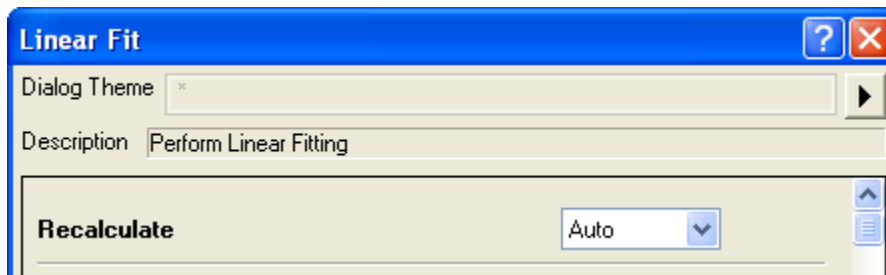 Linear Fit
Dialog Theme *
Description Perform Linear Fitting
Recalculate Auto